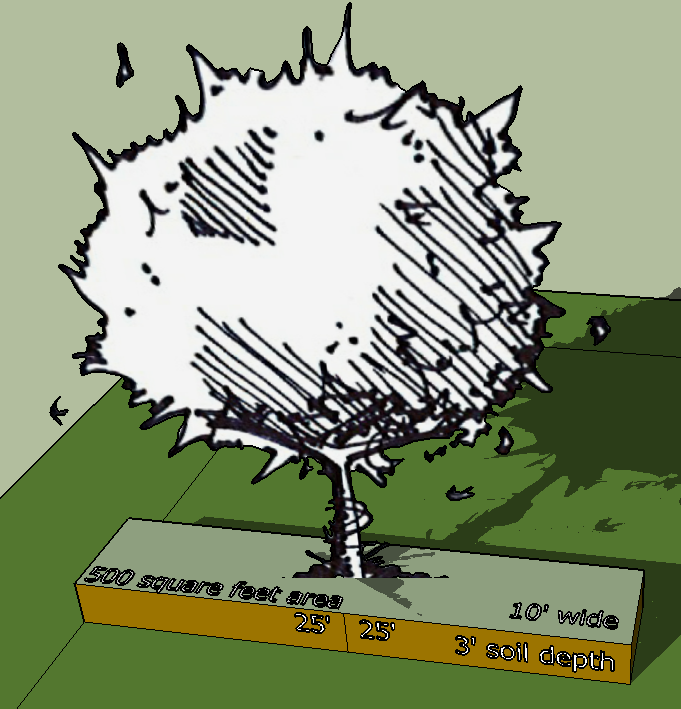 500 square feet area
10' wide
25' 25'
3' soil depth